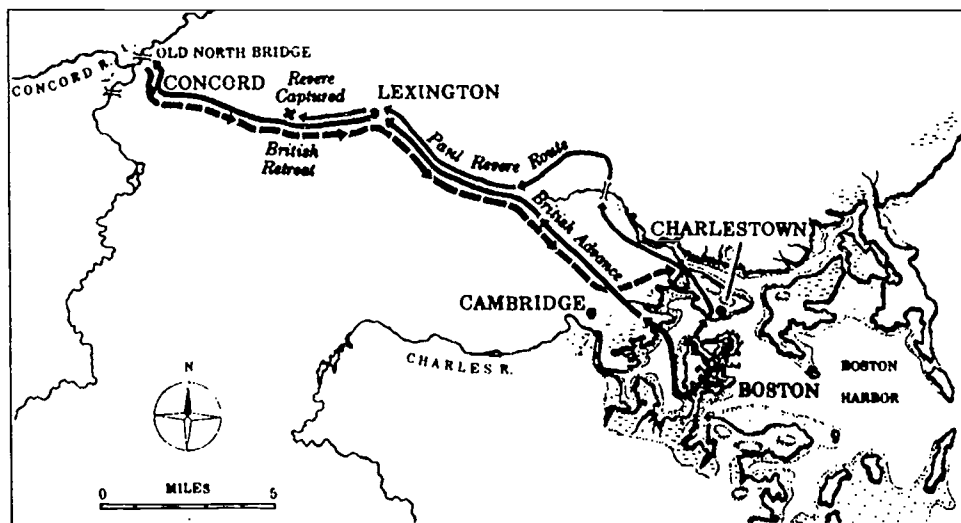 OLD NORTH BRIDGE
CONCORD R.
CONCORD
Revere
Captured
LEXINGTON
British
Retreat
Paul Revere Route
British Advance
CHARLESTOWN
CAMBRIDGE
CHARLES R.
BOSTON
BOSTON
HARBOR
N
0 MILES 5